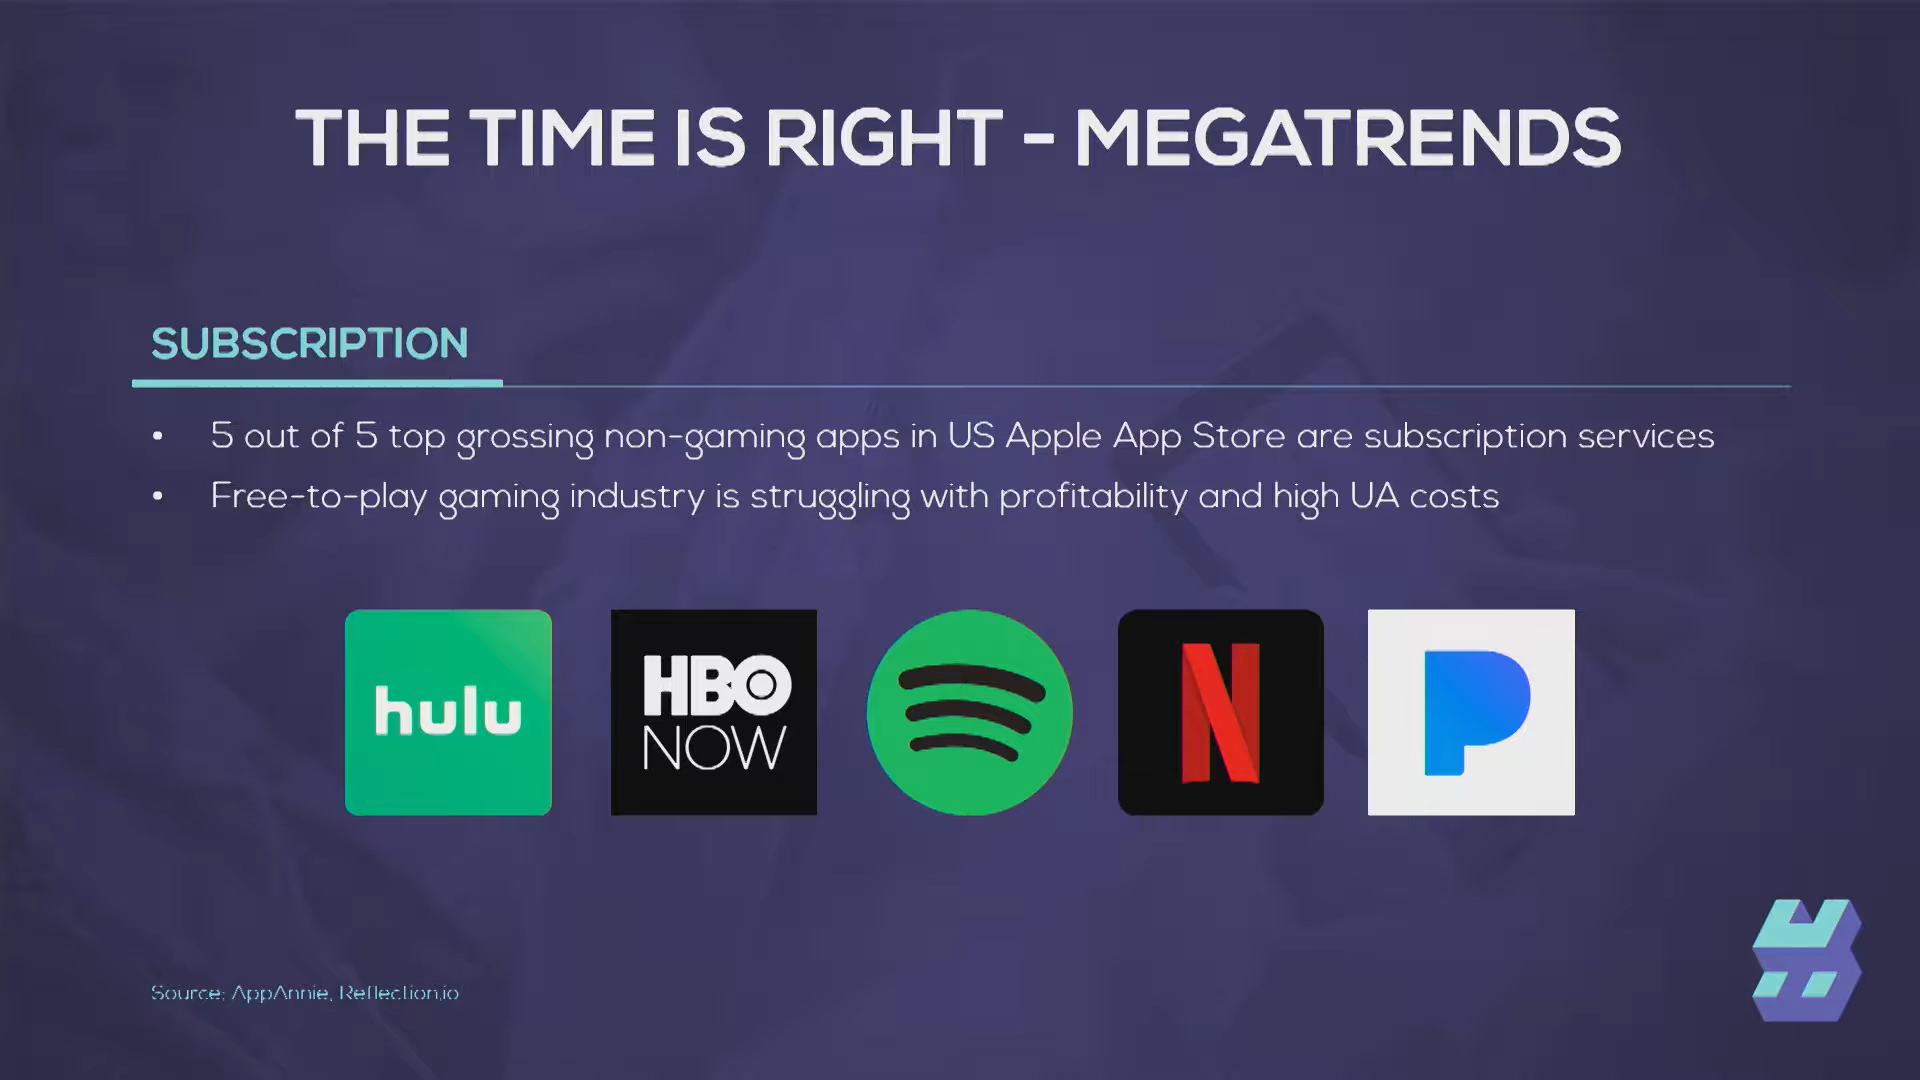 THE TIME IS RIGHT - MEGATRENDS
SUBSCRIPTION
• 5 out of 5 top grossing non-gaming apps in US Apple App Store are subscription services
• Free-to-play gaming industry is struggling with profitability and high UA costs
hulu
HBO
NOW
N
P
Source: AppAnnie, Reflection.io